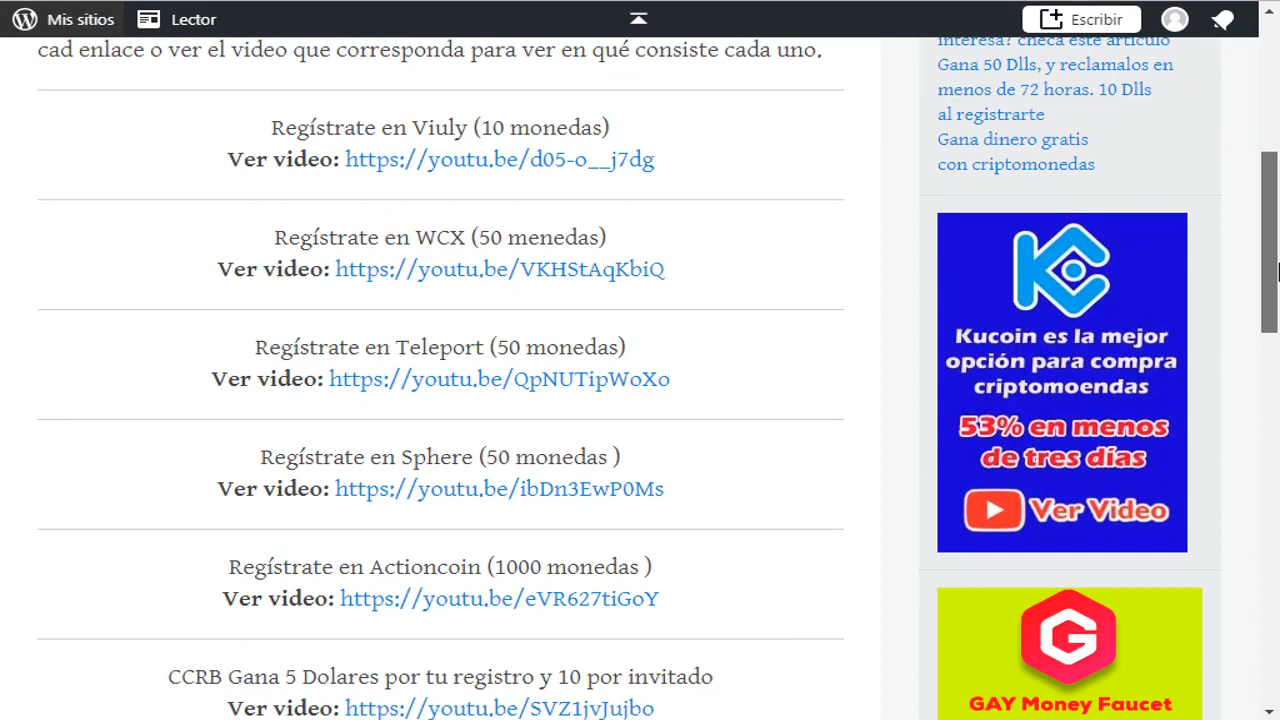 Mis sitios
Lector
Escribir
cad enlace o ver el video que corresponda para ver en qué consiste cada uno.
Regístrate en Viuly (10 monedas)
Ver video: https://youtu.be/d05-o__j7dg
Regístrate en WCX (50 menedas)
Ver video: https://youtu.be/VKHStAqKbiQ
Regístrate en Teleport (50 monedas)
Ver video: https://youtu.be/QpNUTipWoXo
Regístrate en Sphere (50 monedas )
Ver video: https://youtu.be/ibDn3EwP0Ms
Regístrate en Actioncoin (1000 monedas )
Ver video: https://youtu.be/eVR627tiGoY
CCRB Gana 5 Dolares por tu registro y 10 por invitado
Ver video: https://youtu.be/SVZ1jvJujbo
interesa? checa este artículo
Gana 50 Dlls, y reclamalos en
menos de 72 horas. 10 Dlls
al registrarte
Gana dinero gratis
con criptomonedas
Kucoin es la mejor
opción para compra
criptomoendas
53% en menos
de tres días
Ver Video
G
GAY Money Faucet